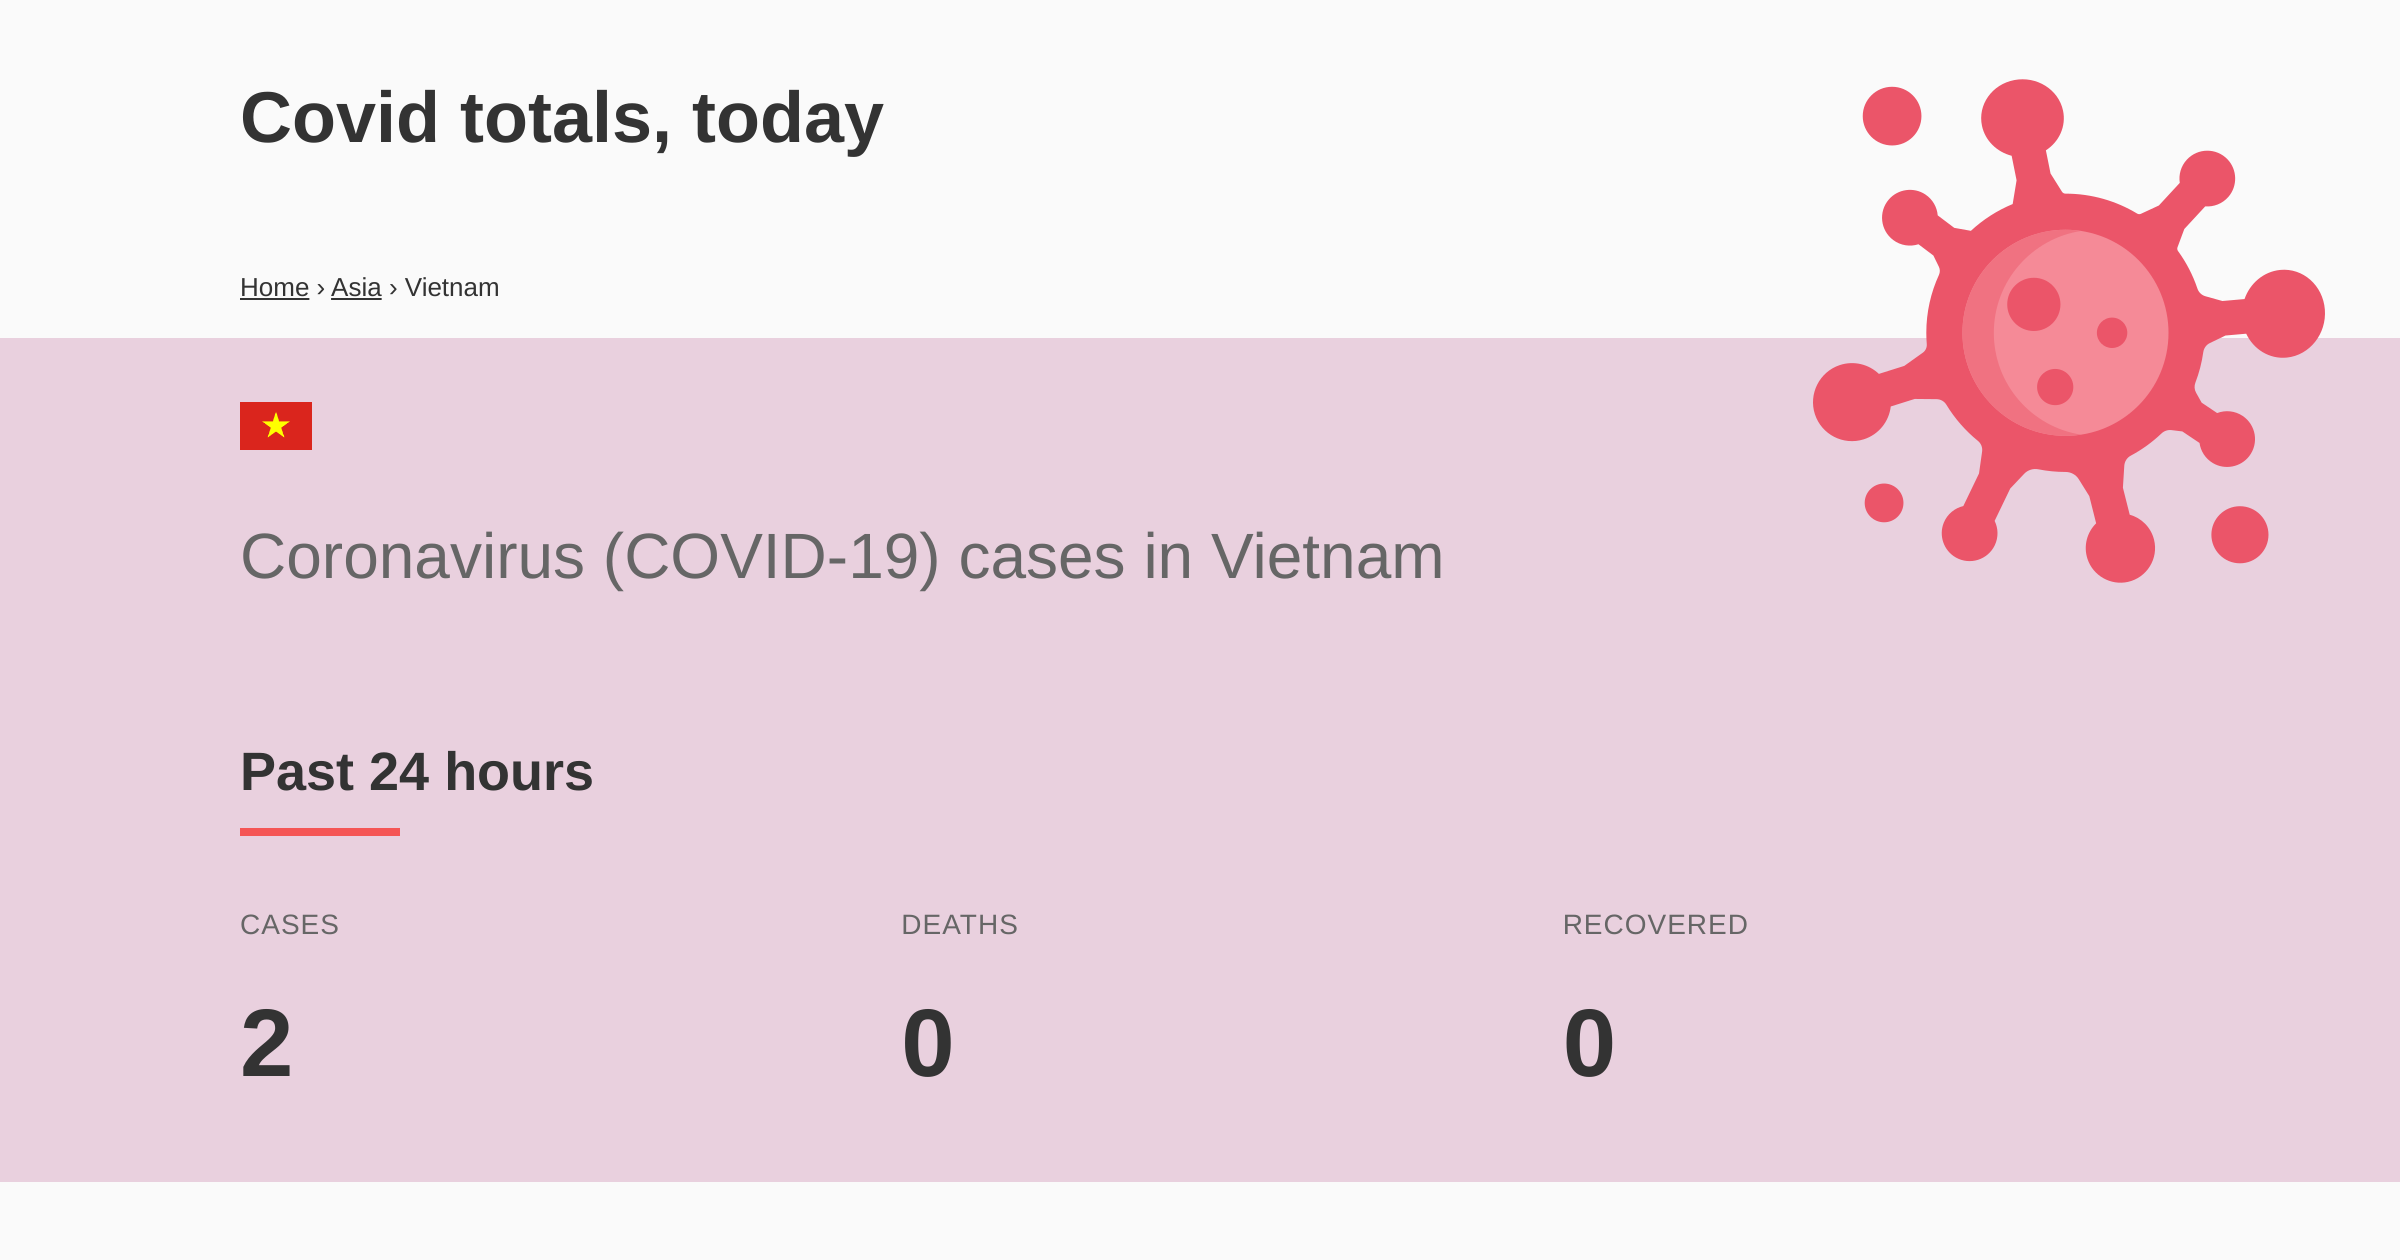 Covid totals, today
Home › Asia › Vietnam
Coronavirus (COVID-19) cases in Vietnam
Past 24 hours
CASES DEATHS RECOVERED
2 0 0